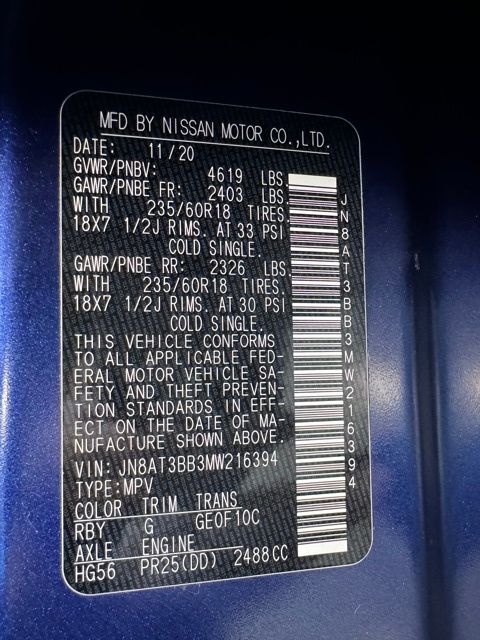 MFD BY NISSAN MOTOR CO.,LTD.
DATE: 11/20
GVWR/PNBV: 4619 LBS.
GAWR/PNBE FR: 2403 LBS.
WITH 235/60R18 TIRES.
18X7 1/2J RIMS. AT 33 PSI
COLD SINGLE.
GAWR/PNBE RR: 2326 LBS.
WITH 235/60R18 TIRES.
18X7 1/2J RIMS. AT 30 PSI
COLD SINGLE.
THIS VEHICLE CONFORMS
TO ALL APPLICABLE FED-
ERAL MOTOR VEHICLE SA-
FETY AND THEFT PREVEN-
TION STANDARDS IN EFF-
ECT ON THE DATE OF MA-
NUFACTURE SHOWN ABOVE.
VIN: JN8AT3BB3MW216394
TYPE:MPV
COLOR TRIM TRANS
RBY G GE0F10C
AXLE ENGINE
HG56 PR25(DD) 2488CC
JN8AT3BB3MW216394